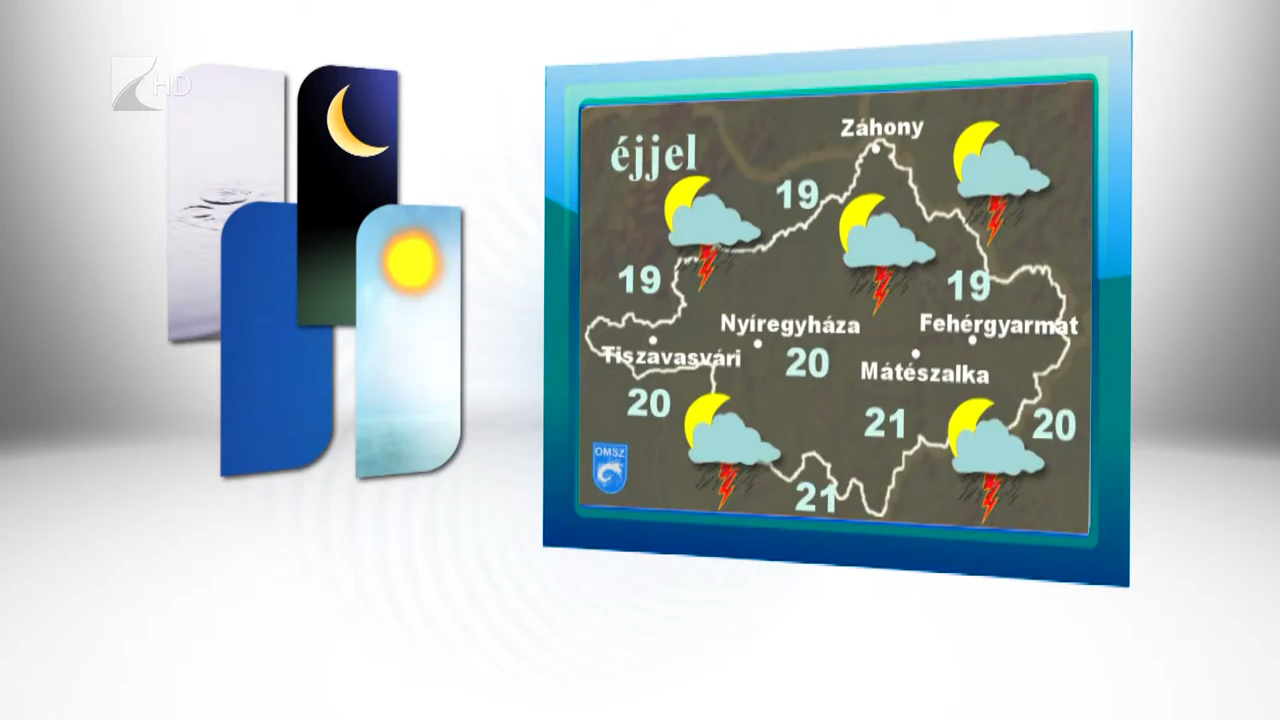 HD
éjjel
Záhony
19
19
19
Nyíregyháza
Fehérgyarmat
Tiszavasvári
20
Mátészalka
20
21
20
OMSZ
21